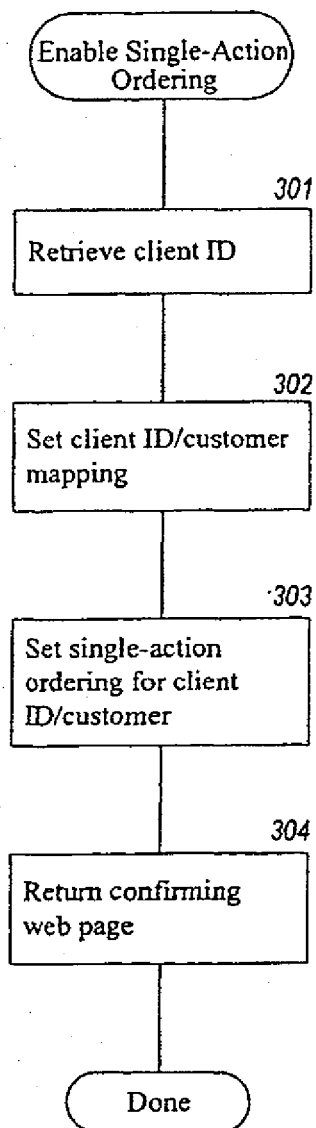 Enable Single-Action
Ordering
301
Retrieve client ID
302
Set client ID/customer
mapping
303
Set single-action
ordering for client
ID/customer
304
Return confirming
web page
Done